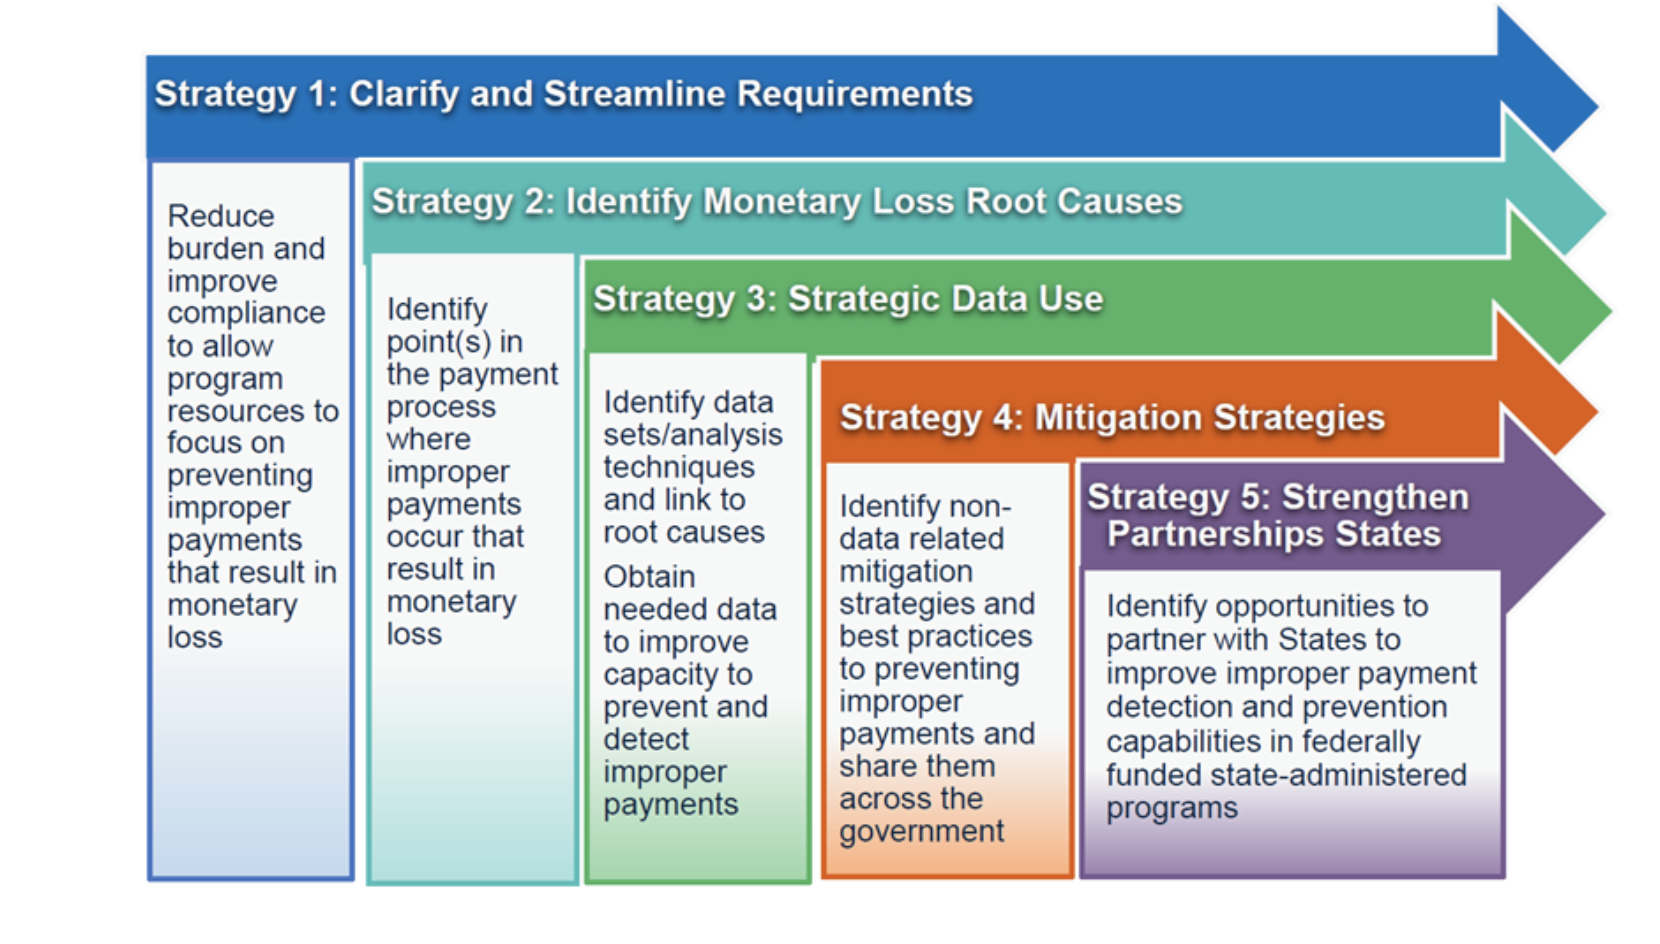 Strategy 1: Clarify and Streamline Requirements
Reduce
burden and
improve
compliance
to allow
program
resources to
focus on
preventing
improper
payments
that result in
monetary
loss
Strategy 2: Identify Monetary Loss Root Causes
Identify
point(s) in
the payment
process
where
improper
payments
occur that
result in
monetary
loss
Strategy 3: Strategic Data Use
Identify data
sets/analysis
techniques
and link to
root causes
Obtain
needed data
to improve
capacity to
prevent and
detect
improper
payments
Strategy 4: Mitigation Strategies
Identify non-
data related
mitigation
strategies and
best practices
to preventing
improper
payments and
share them
across the
government
Strategy 5: Strengthen
Partnerships States
Identify opportunities to
partner with States to
improve improper payment
detection and prevention
capabilities in federally
funded state-administered
programs